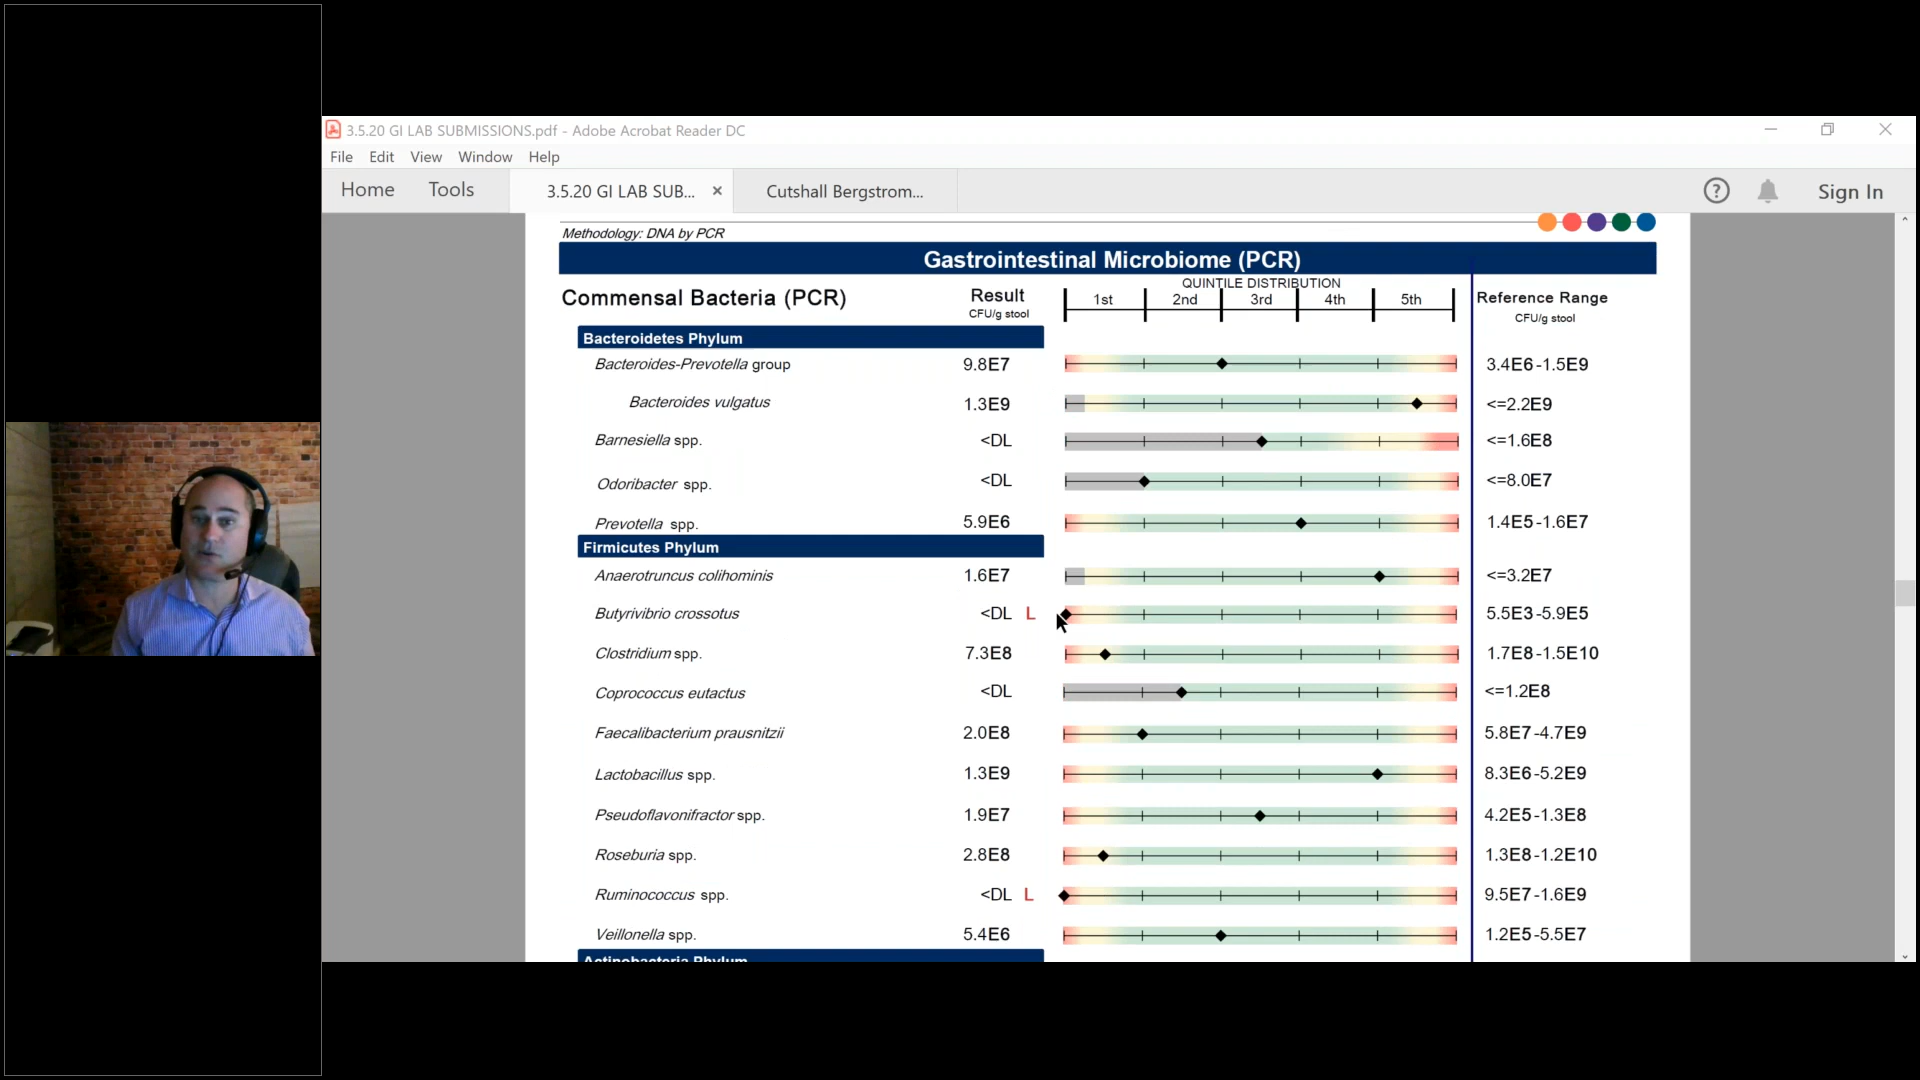 3.5.20 GI LAB SUBMISSIONS.pdf - Adobe Acrobat Reader DC
File Edit View Window Help
Home Tools 3.5.20 GI LAB SUB... × Cutshall Bergstrom... ? Sign In
Methodology: DNA by PCR
Gastrointestinal Microbiome (PCR)
Commensal Bacteria (PCR) Result CFU/g stool QUINTILE DISTRIBUTION 1st 2nd 3rd 4th 5th Reference Range CFU/g stool
Bacteroidetes Phylum
Bacteroides-Prevotella group 9.8E7 3.4E6-1.5E9
Bacteroides vulgatus 1.3E9 <=2.2E9
Barnesiella spp. <DL <=1.6E8
Odoribacter spp. <DL <=8.0E7
Prevotella spp. 5.9E6 1.4E5-1.6E7
Firmicutes Phylum
Anaerotruncus colihominis 1.6E7 <=3.2E7
Butyrivibrio crossotus <DL L 5.5E3-5.9E5
Clostridium spp. 7.3E8 1.7E8-1.5E10
Coprococcus eutactus <DL <=1.2E8
Faecalibacterium prausnitzii 2.0E8 5.8E7-4.7E9
Lactobacillus spp. 1.3E9 8.3E6-5.2E9
Pseudoflavonifractor spp. 1.9E7 4.2E5-1.3E8
Roseburia spp. 2.8E8 1.3E8-1.2E10
Ruminococcus spp. <DL L 9.5E7-1.6E9
Veillonella spp. 5.4E6 1.2E5-5.5E7
Actinobacteria Phylum